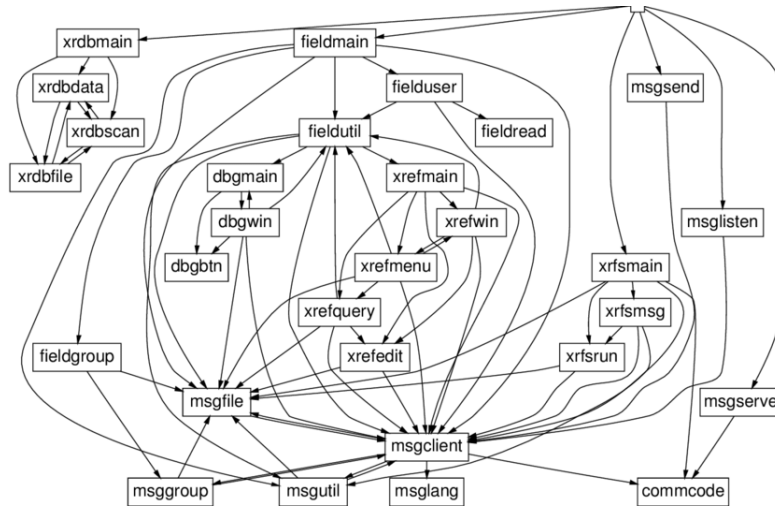 xrdbmain
fieldmain
xrdbdata
fielduser
msgsend
xrdbscan
fieldutil
fieldread
xrdbfile
dbgmain
xrefmain
dbgwin
xrefwin
msglisten
dbgbtn
xrefmenu
xrfsmain
xrefquery
xrfsmsg
fieldgroup
xrefedit
xrfsrun
msgfile
msgserve
msgclient
msggroup
msgutil
msglang
commcode